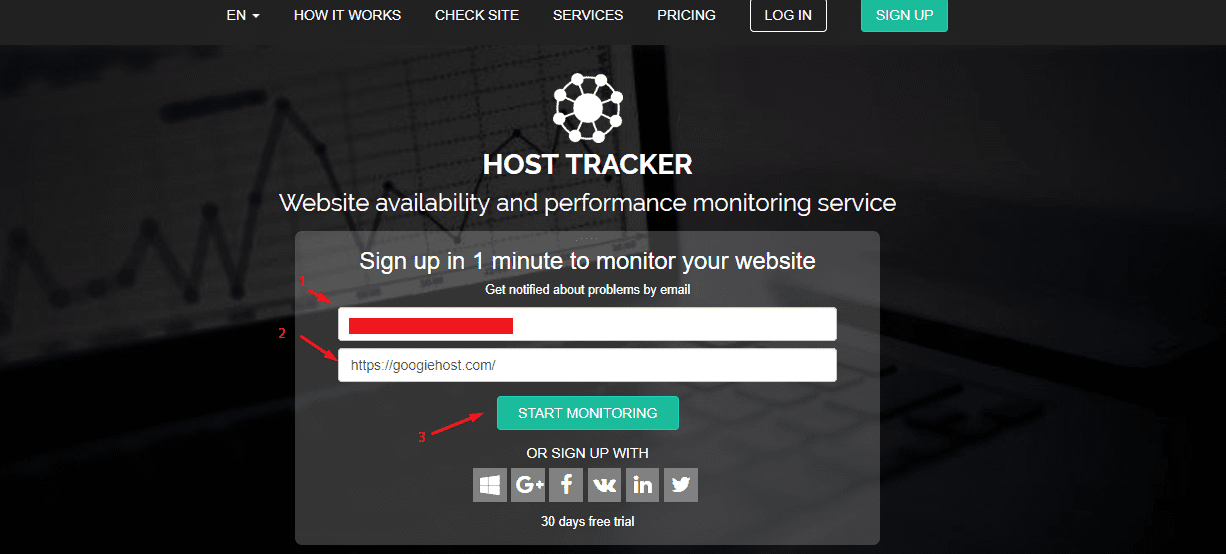 EN HOW IT WORKS CHECK SITE SERVICES PRICING LOG IN SIGN UP
HOST TRACKER
Website availability and performance monitoring service
Sign up in 1 minute to monitor your website
Get notified about problems by email
1
2
https://googiehost.com/
START MONITORING
3
OR SIGN UP WITH
30 days free trial